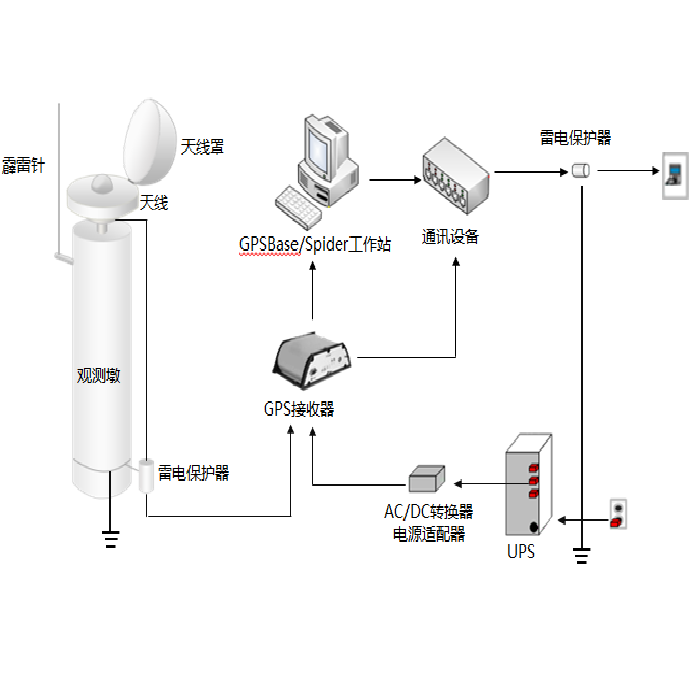 雷电保护器
天线罩
霹雷针
天线
GPSBase/Spider工作站
通讯设备
观测墩
GPS接收器
雷电保护器
AC/DC转换器
电源适配器
UPS